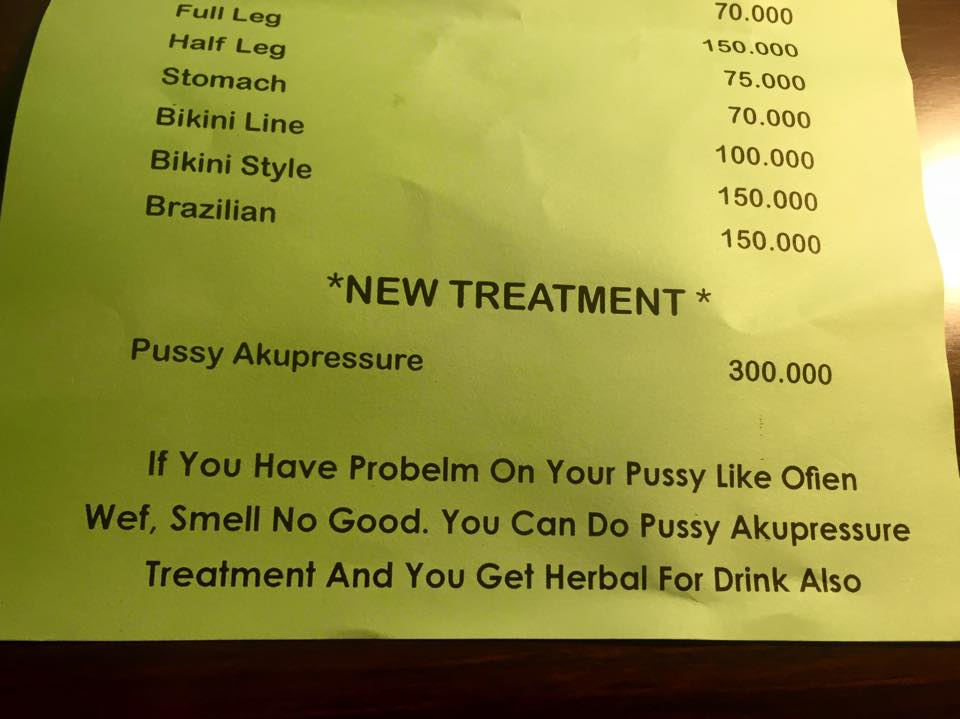 Full Leg 70.000
Half Leg 150.000
Stomach 75.000
Bikini Line 70.000
Bikini Style 100.000
Brazilian 150.000
150.000
*NEW TREATMENT *
Pussy Akupressure 300.000
If You Have Probelm On Your Pussy Like Ofien
Wef, Smell No Good. You Can Do Pussy Akupressure
Treatment And You Get Herbal For Drink Also